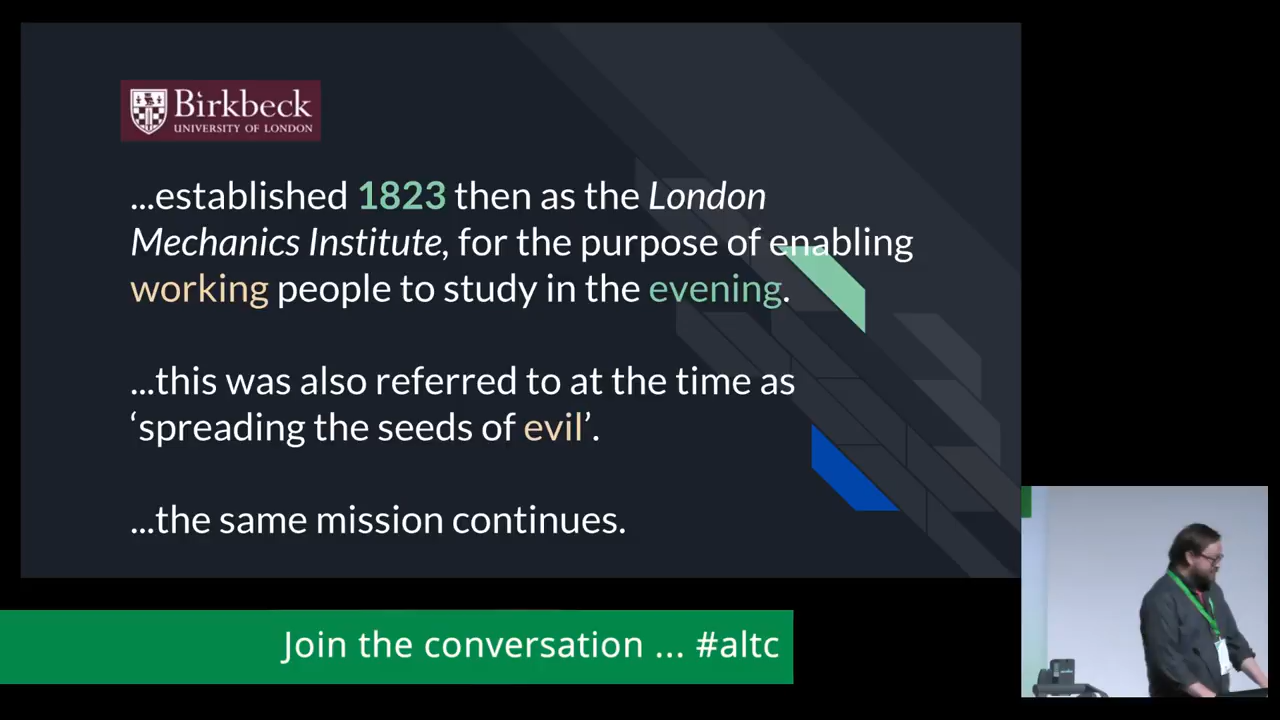 Birkbeck
UNIVERSITY OF LONDON
...established 1823 then as the London
Mechanics Institute, for the purpose of enabling
working people to study in the evening.
...this was also referred to at the time as
‘spreading the seeds of evil’.
...the same mission continues.
Join the conversation ... #altc